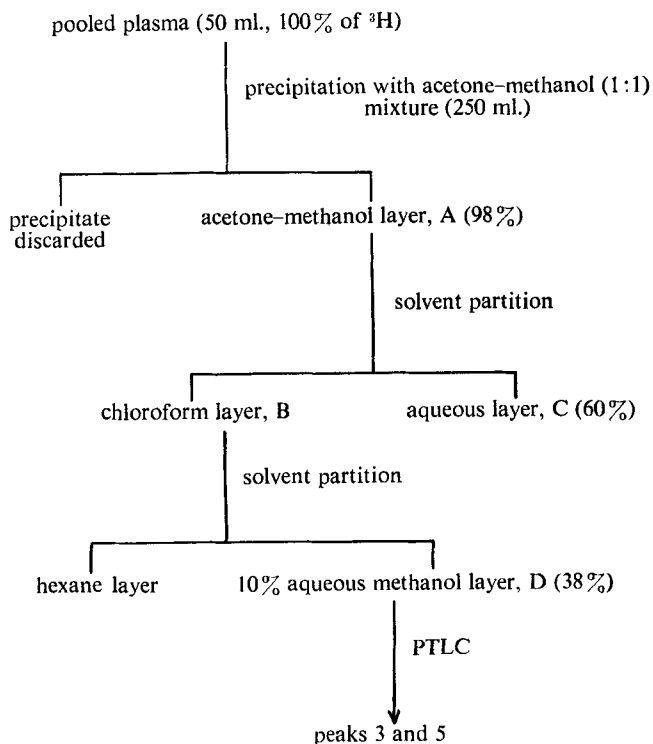 pooled plasma (50 ml., 100% of ³H)
precipitation with acetone–methanol (1:1)
mixture (250 ml.)
precipitate
discarded
acetone–methanol layer, A (98%)
solvent partition
chloroform layer, B
aqueous layer, C (60%)
solvent partition
hexane layer
10% aqueous methanol layer, D (38%)
PTLC
peaks 3 and 5